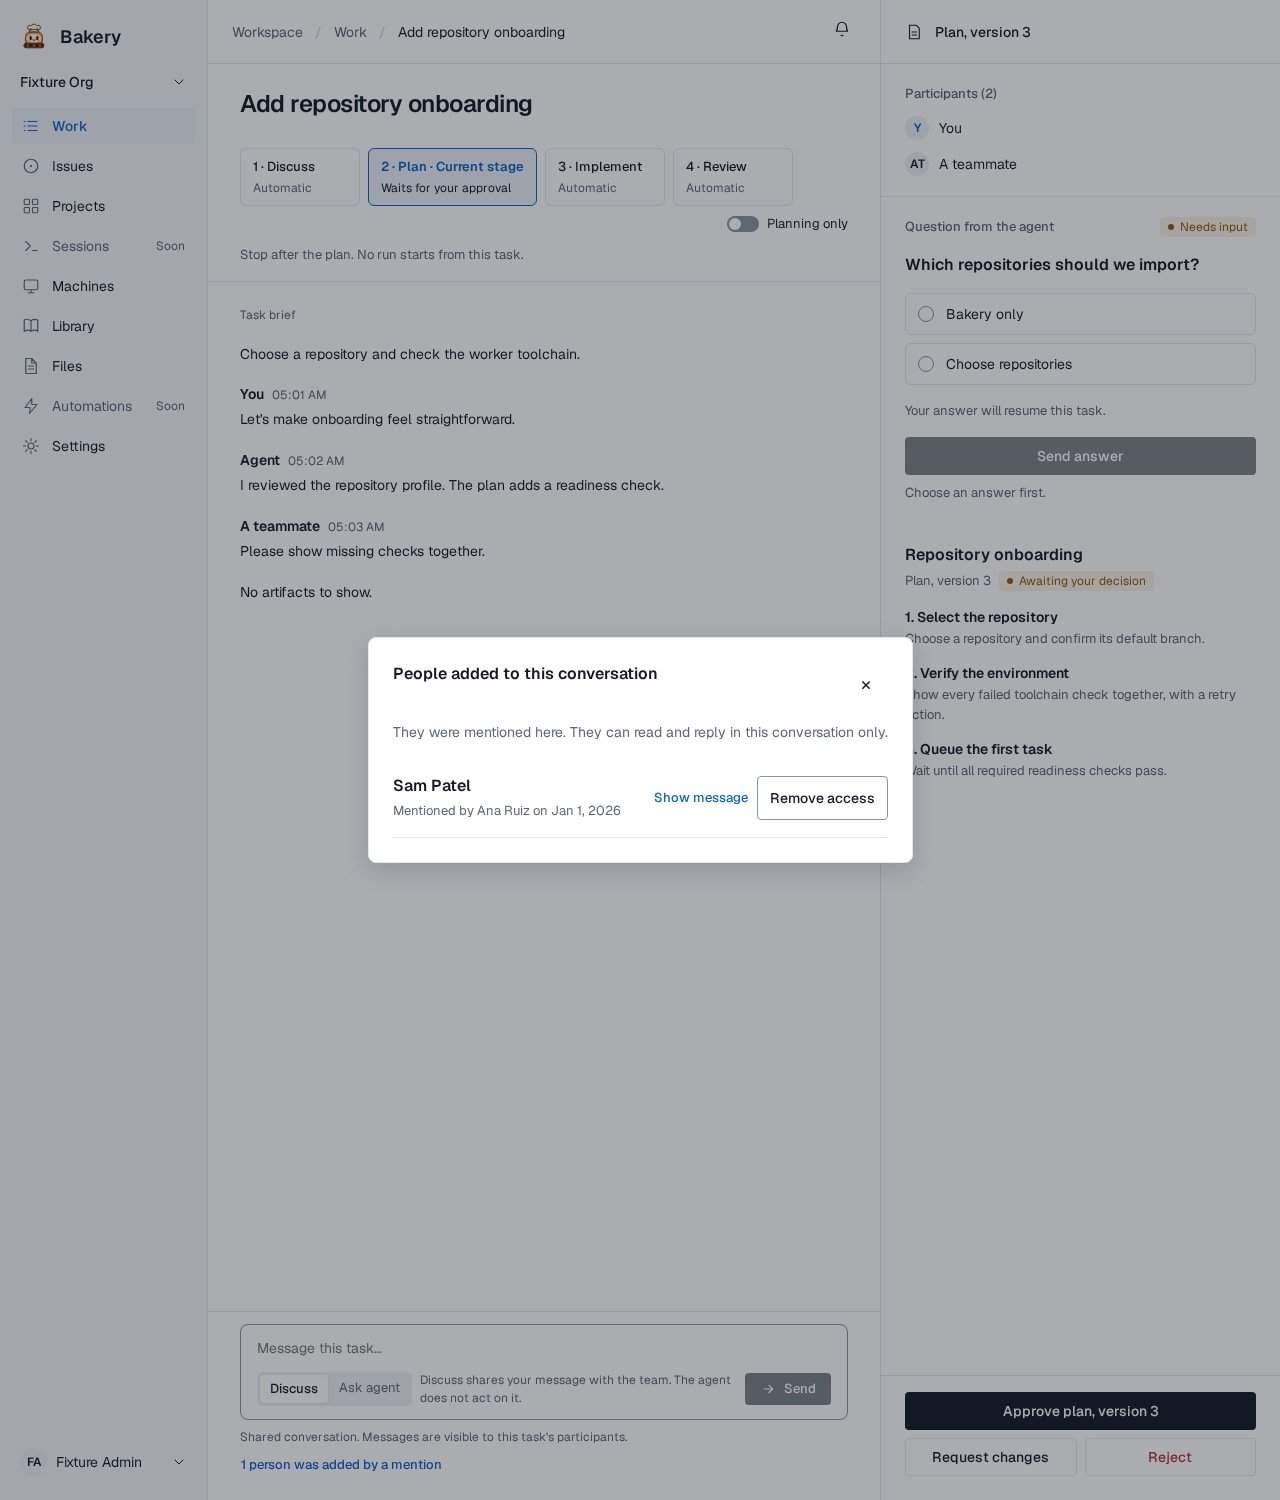 Bakery
Fixture Org
Work
Issues
Projects
Sessions Soon
Machines
Library
Files
Automations Soon
Settings
FA Fixture Admin
Workspace / Work / Add repository onboarding
Add repository onboarding
1 · Discuss
Automatic
2 · Plan · Current stage
Waits for your approval
3 · Implement
Automatic
4 · Review
Automatic
Planning only
Stop after the plan. No run starts from this task.
Task brief
Choose a repository and check the worker toolchain.
You 05:01 AM
Let's make onboarding feel straightforward.
Agent 05:02 AM
I reviewed the repository profile. The plan adds a readiness check.
A teammate 05:03 AM
Please show missing checks together.
No artifacts to show.
People added to this conversation
They were mentioned here. They can read and reply in this conversation only.
Sam Patel
Mentioned by Ana Ruiz on Jan 1, 2026
Show message
Remove access
Message this task…
Discuss
Ask agent
Discuss shares your message with the team. The agent
does not act on it.
Send
Shared conversation. Messages are visible to this task's participants.
1 person was added by a mention
Plan, version 3
Participants (2)
Y You
AT A teammate
Question from the agent
Needs input
Which repositories should we import?
Bakery only
Choose repositories
Your answer will resume this task.
Send answer
Choose an answer first.
Repository onboarding
Plan, version 3
Awaiting your decision
1. Select the repository
Choose a repository and confirm its default branch.
. Verify the environment
how every failed toolchain check together, with a retry
ction.
. Queue the first task
ait until all required readiness checks pass.
Approve plan, version 3
Request changes
Reject